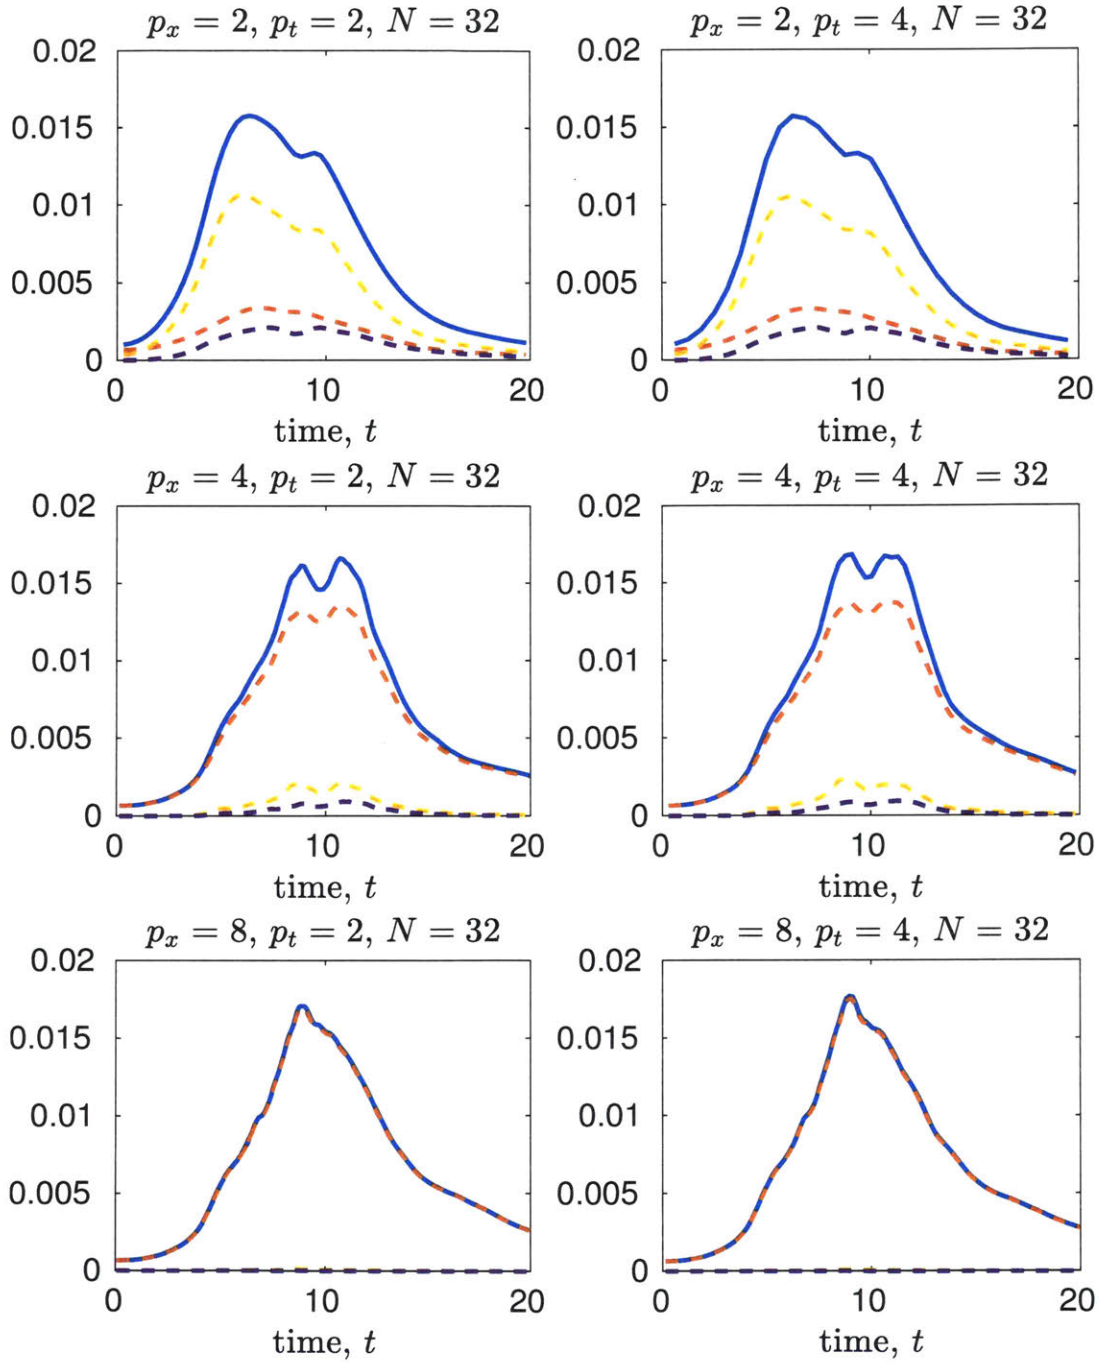 p_x = 2, p_t = 2, N = 32
0.02
0.015
0.01
0.005
0
0 10 20
time, t
p_x = 2, p_t = 4, N = 32
0.02
0.015
0.01
0.005
0
0 10 20
time, t
p_x = 4, p_t = 2, N = 32
0.02
0.015
0.01
0.005
0
0 10 20
time, t
p_x = 4, p_t = 4, N = 32
0.02
0.015
0.01
0.005
0
0 10 20
time, t
p_x = 8, p_t = 2, N = 32
0.02
0.015
0.01
0.005
0
0 10 20
time, t
p_x = 8, p_t = 4, N = 32
0.02
0.015
0.01
0.005
0
0 10 20
time, t